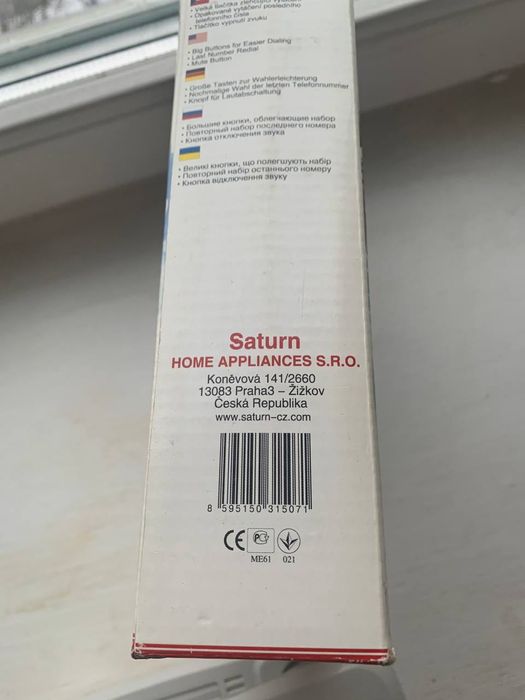 • Velká tlačítka
• Opakované vytáčení posledního
telefonního čísla
• Tlačítko vypnutí zvuku
• Big Buttons for Easier Dialing
• Last Number Redial
• Mute Button
• Große Tasten zur Wahlerleichterung
• Nochmalige Wahl der letzten Telefonnummer
• Knopf für Lautabschaltung
• Большие кнопки, облегчающие набор
• Повторный набор последнего номера
• Кнопка отключения звука
• Великі кнопки, що полегшують набір
• Повторний набір останнього номеру
• Кнопка відключення звуку
Saturn
HOME APPLIANCES S.R.O.
Koněvová 141/2660
13083 Praha3 – Žižkov
Česká Republika
www.saturn-cz.com
8 595150 315071
CE РСТ
ME61 021